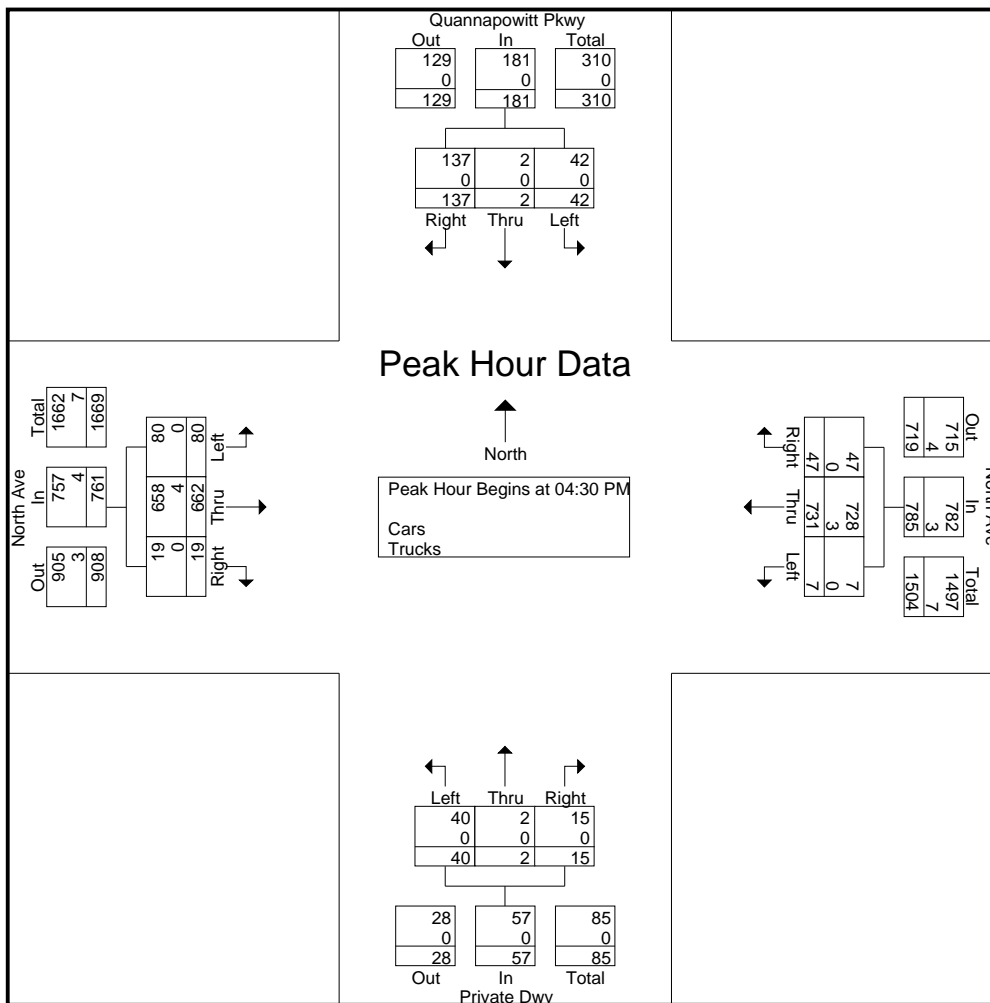 Quannapowitt Pkwy
Out In Total
129 181 310
0 0 0
129 181 310
137 2 42
0 0 0
137 2 42
Right Thru Left
Peak Hour Data
North
Peak Hour Begins at 04:30 PM
Cars
Trucks
North Ave
Out In Total
905 757 1662
3 4 7
908 761 1669
Right Thru Left
19 658 80
0 4 0
19 662 80
North Ave
Out In Total
715 782 1497
4 3 7
719 785 1504
47 728 7
0 3 0
47 731 7
Right Thru Left
Left Thru Right
40 2 15
0 0 0
40 2 15
28 57 85
0 0 0
28 57 85
Out In Total
Private Dwy